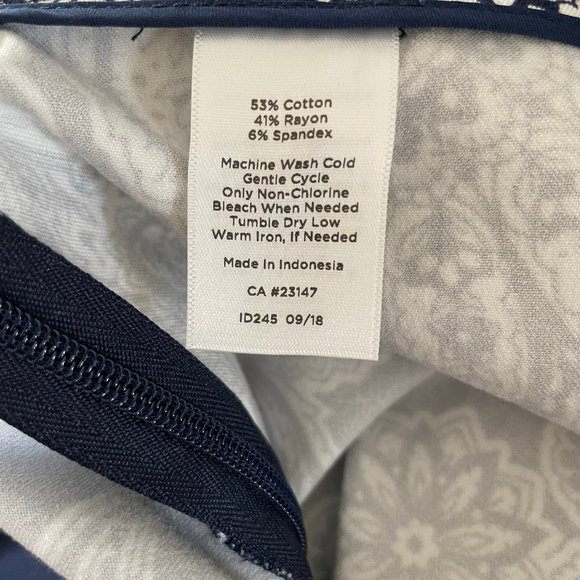 53% Cotton
41% Rayon
6% Spandex
Machine Wash Cold
Gentle Cycle
Only Non-Chlorine
Bleach When Needed
Tumble Dry Low
Warm Iron, If Needed
Made In Indonesia
CA #23147
ID245 09/18